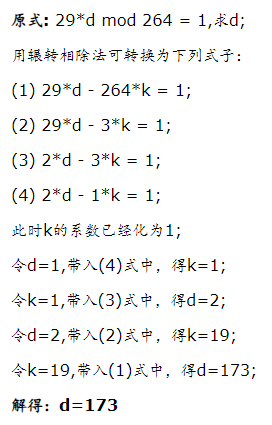 原式: 29*d mod 264 = 1,求d;
用辗转相除法可转换为下列式子:
(1) 29*d - 264*k = 1;
(2) 29*d - 3*k = 1;
(3) 2*d - 3*k = 1;
(4) 2*d - 1*k = 1;
此时k的系数已经化为1;
令d=1,带入(4)式中，得k=1;
令k=1,带入(3)式中，得d=2;
令d=2,带入(2)式中，得k=19;
令k=19,带入(1)式中，得d=173;
解得：d=173